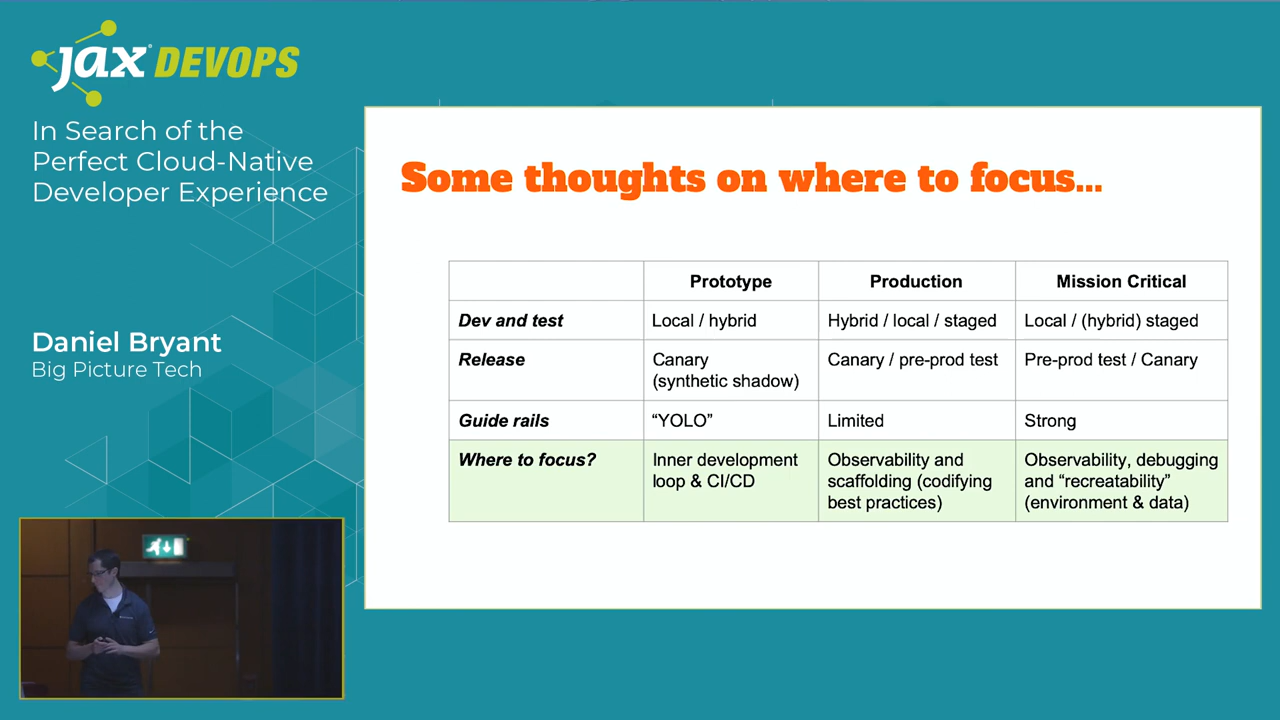 jax DEVOPS
In Search of the
Perfect Cloud-Native
Developer Experience
Daniel Bryant
Big Picture Tech
Some thoughts on where to focus...
Prototype Production Mission Critical
Dev and test Local / hybrid Hybrid / local / staged Local / (hybrid) staged
Release Canary Canary / pre-prod test Pre-prod test / Canary
(synthetic shadow)
Guide rails “YOLO” Limited Strong
Where to focus? Inner development Observability and Observability, debugging
loop & CI/CD scaffolding (codifying and “recreatability”
best practices) (environment & data)